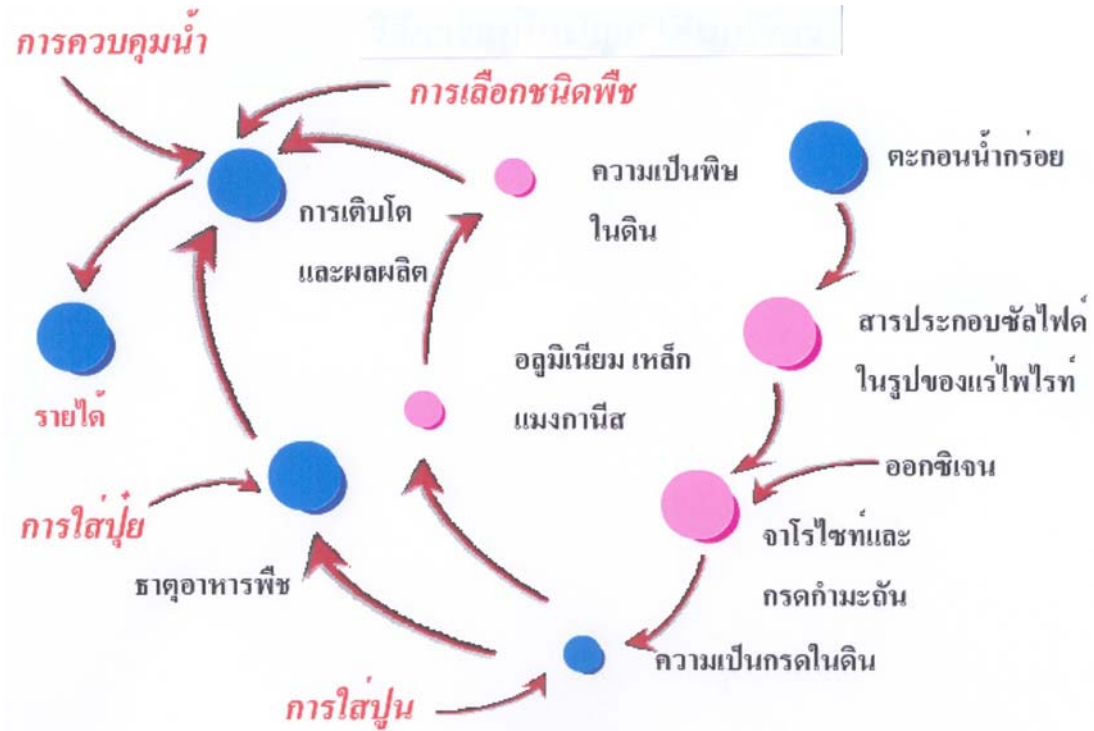 การควบคุมน้ำ
การเลือกชนิดพืช
ตะกอนน้ำกร่อย
ความเป็นพิษ
ในดิน
การเติบโต
และผลผลิต
สารประกอบซัลไฟด์
ในรูปของแร่ไพไรท์
อลูมิเนียม เหล็ก
แมงกานีส
รายได้
ออกซิเจน
การใส่ปุ๋ย
จาโรไซท์และ
กรดกำมะถัน
ธาตุอาหารพืช
ความเป็นกรดในดิน
การใส่ปูน